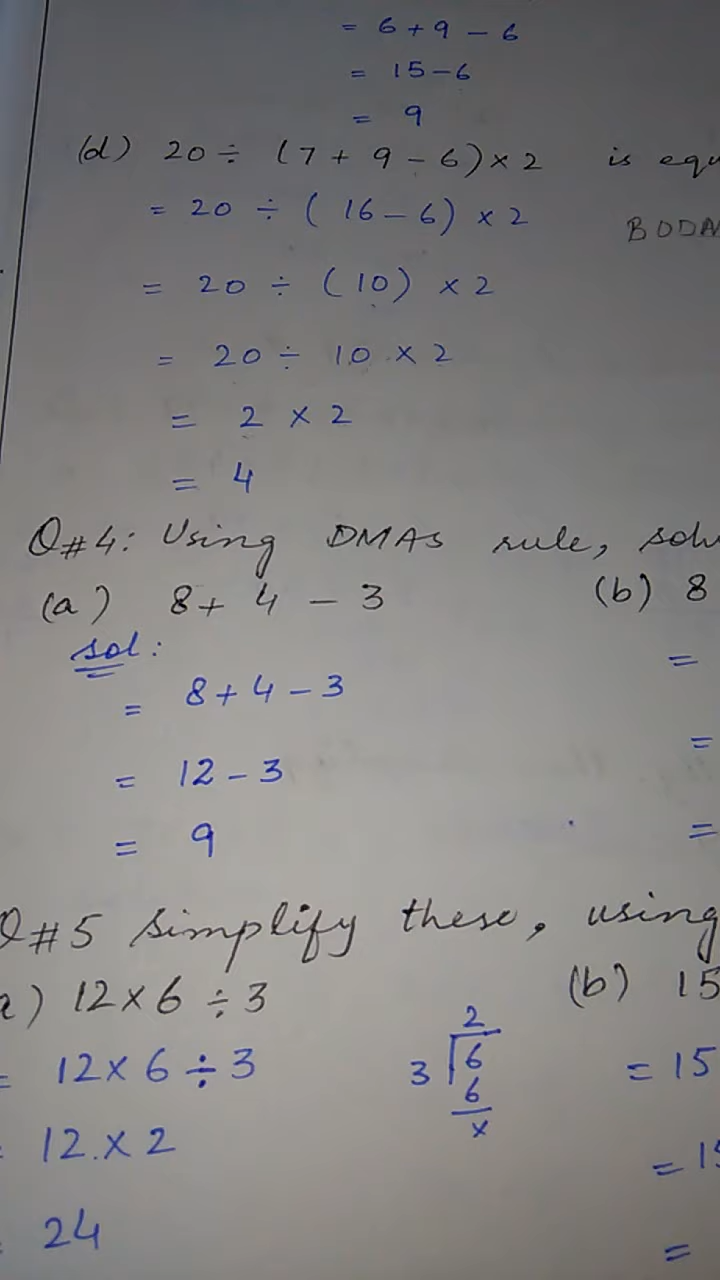 = 6 + 9 - 6
= 15 - 6
= 9
(d) 20 ÷ (7 + 9 - 6) × 2 is
= 20 ÷ ( 16 - 6) × 2
= 20 ÷ (10) × 2
= 20 ÷ 10 × 2
= 2 × 2
= 4
Q#4: Using DMAS rule,
(a) 8 + 4 - 3 (b) 8
sol:
= 8 + 4 - 3 =
= 12 - 3 =
= 9 =
Q#5 Simplify these, using
a) 12 × 6 ÷ 3 (b) 15
= 12 × 6 ÷ 3 = 15
12 × 2
24 =
2
3 6
6
x